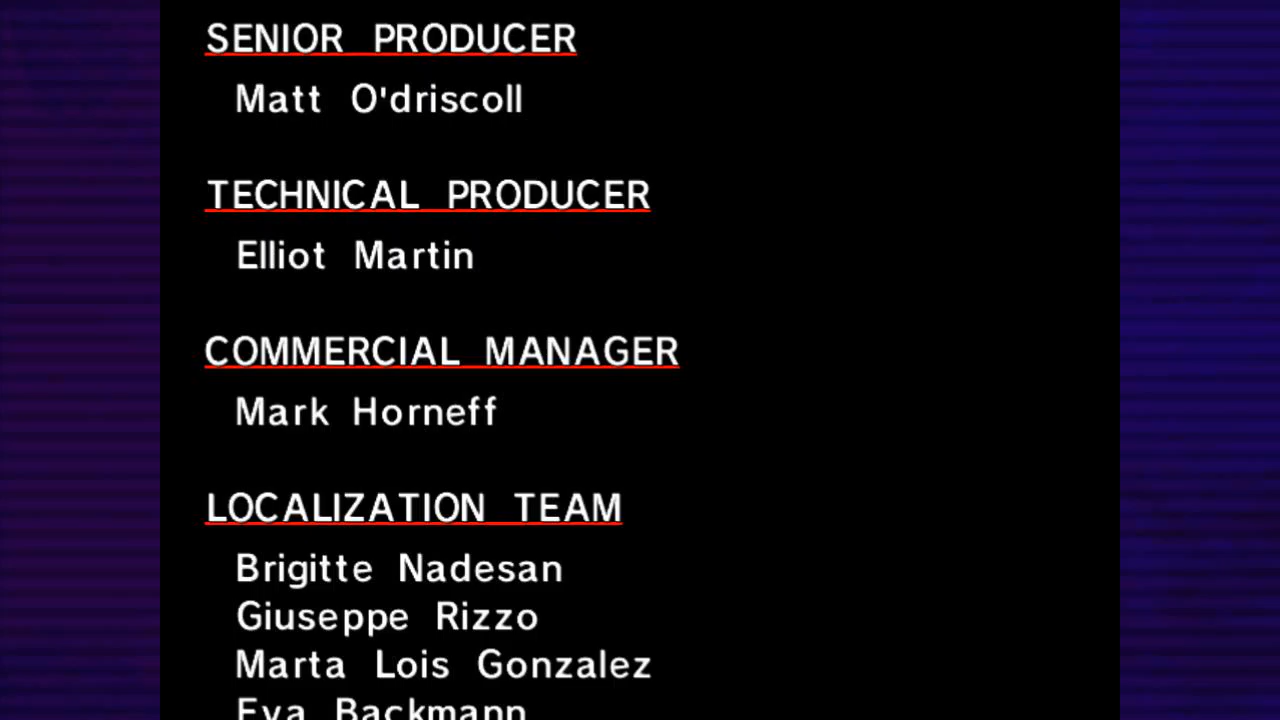 SENIOR PRODUCER
Matt O'driscoll
TECHNICAL PRODUCER
Elliot Martin
COMMERCIAL MANAGER
Mark Horneff
LOCALIZATION TEAM
Brigitte Nadesan
Giuseppe Rizzo
Marta Lois Gonzalez
Eva Backmann